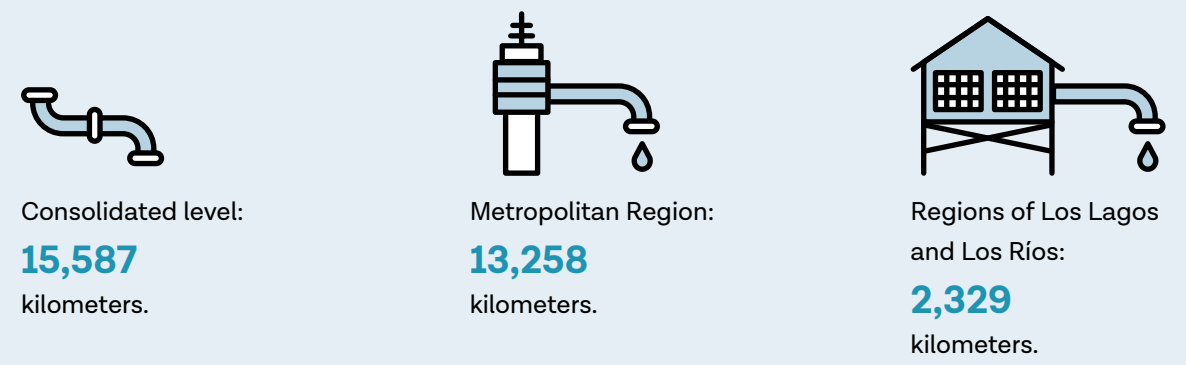 Consolidated level:
15,587
kilometers.
Metropolitan Region:
13,258
kilometers.
Regions of Los Lagos
and Los Ríos:
2,329
kilometers.